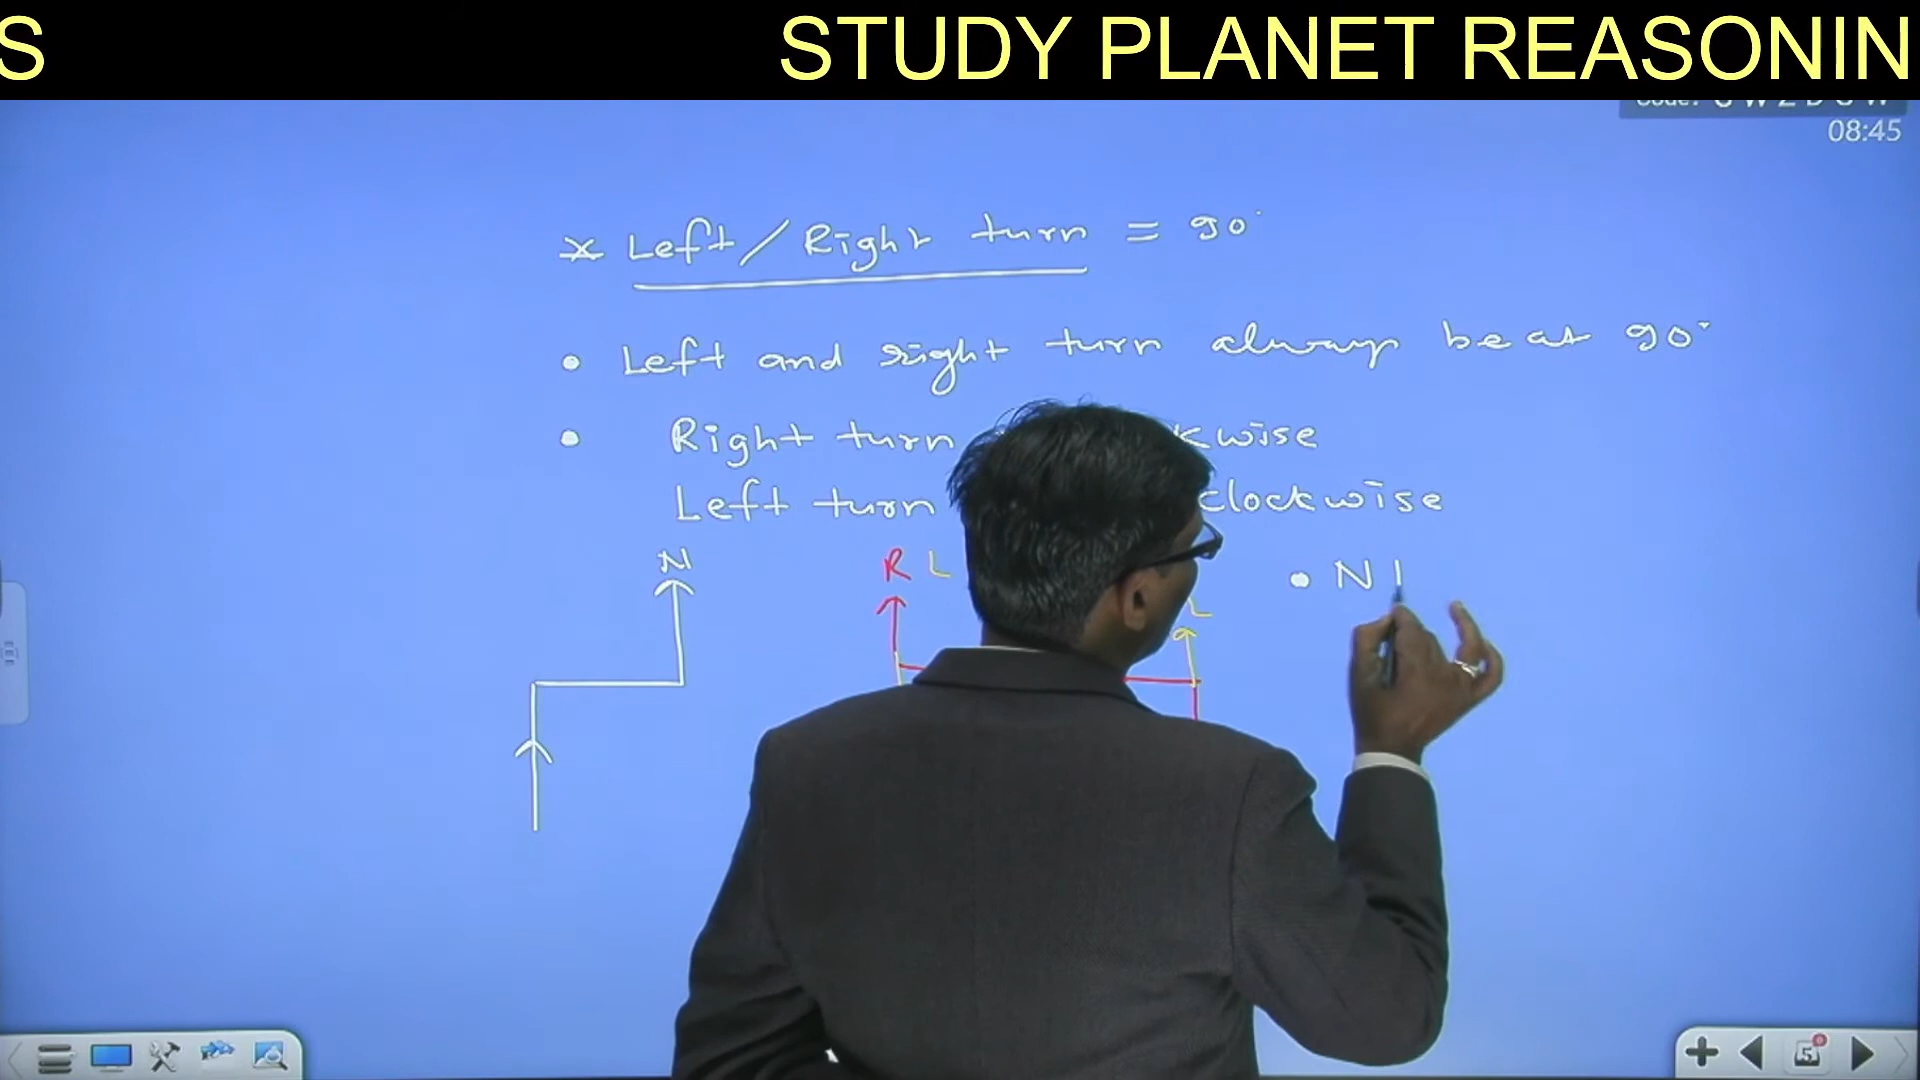 S STUDY PLANET REASONIN
08:45
* Left/Right turn = 90°
• Left and right turn always be at 90°
• Right turn kwise
Left turn clockwise
N
R L
L
• N
5